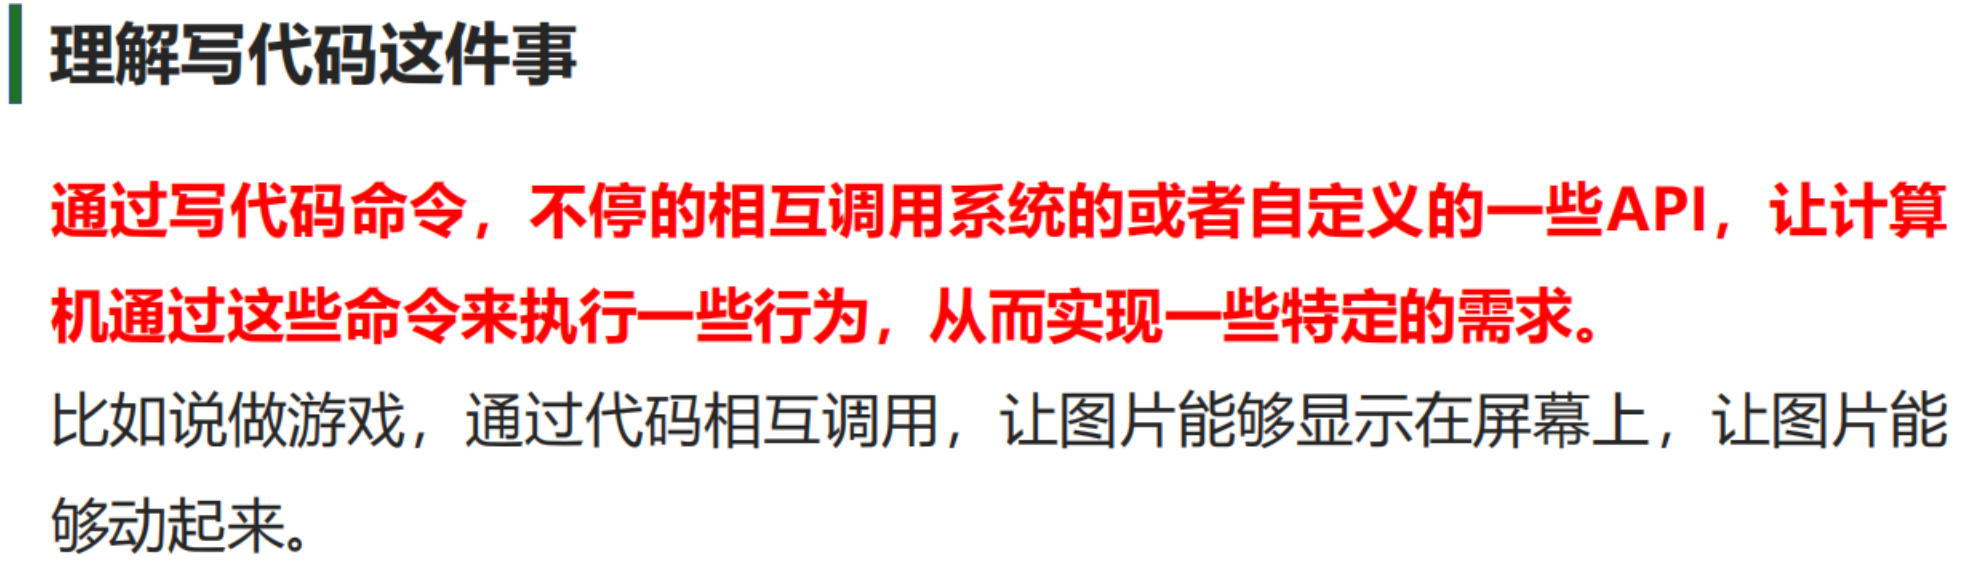 理解写代码这件事
通过写代码命令，不停的相互调用系统的或者自定义的一些API，让计算
机通过这些命令来执行一些行为，从而实现一些特定的需求。
比如说做游戏，通过代码相互调用，让图片能够显示在屏幕上，让图片能
够动起来。